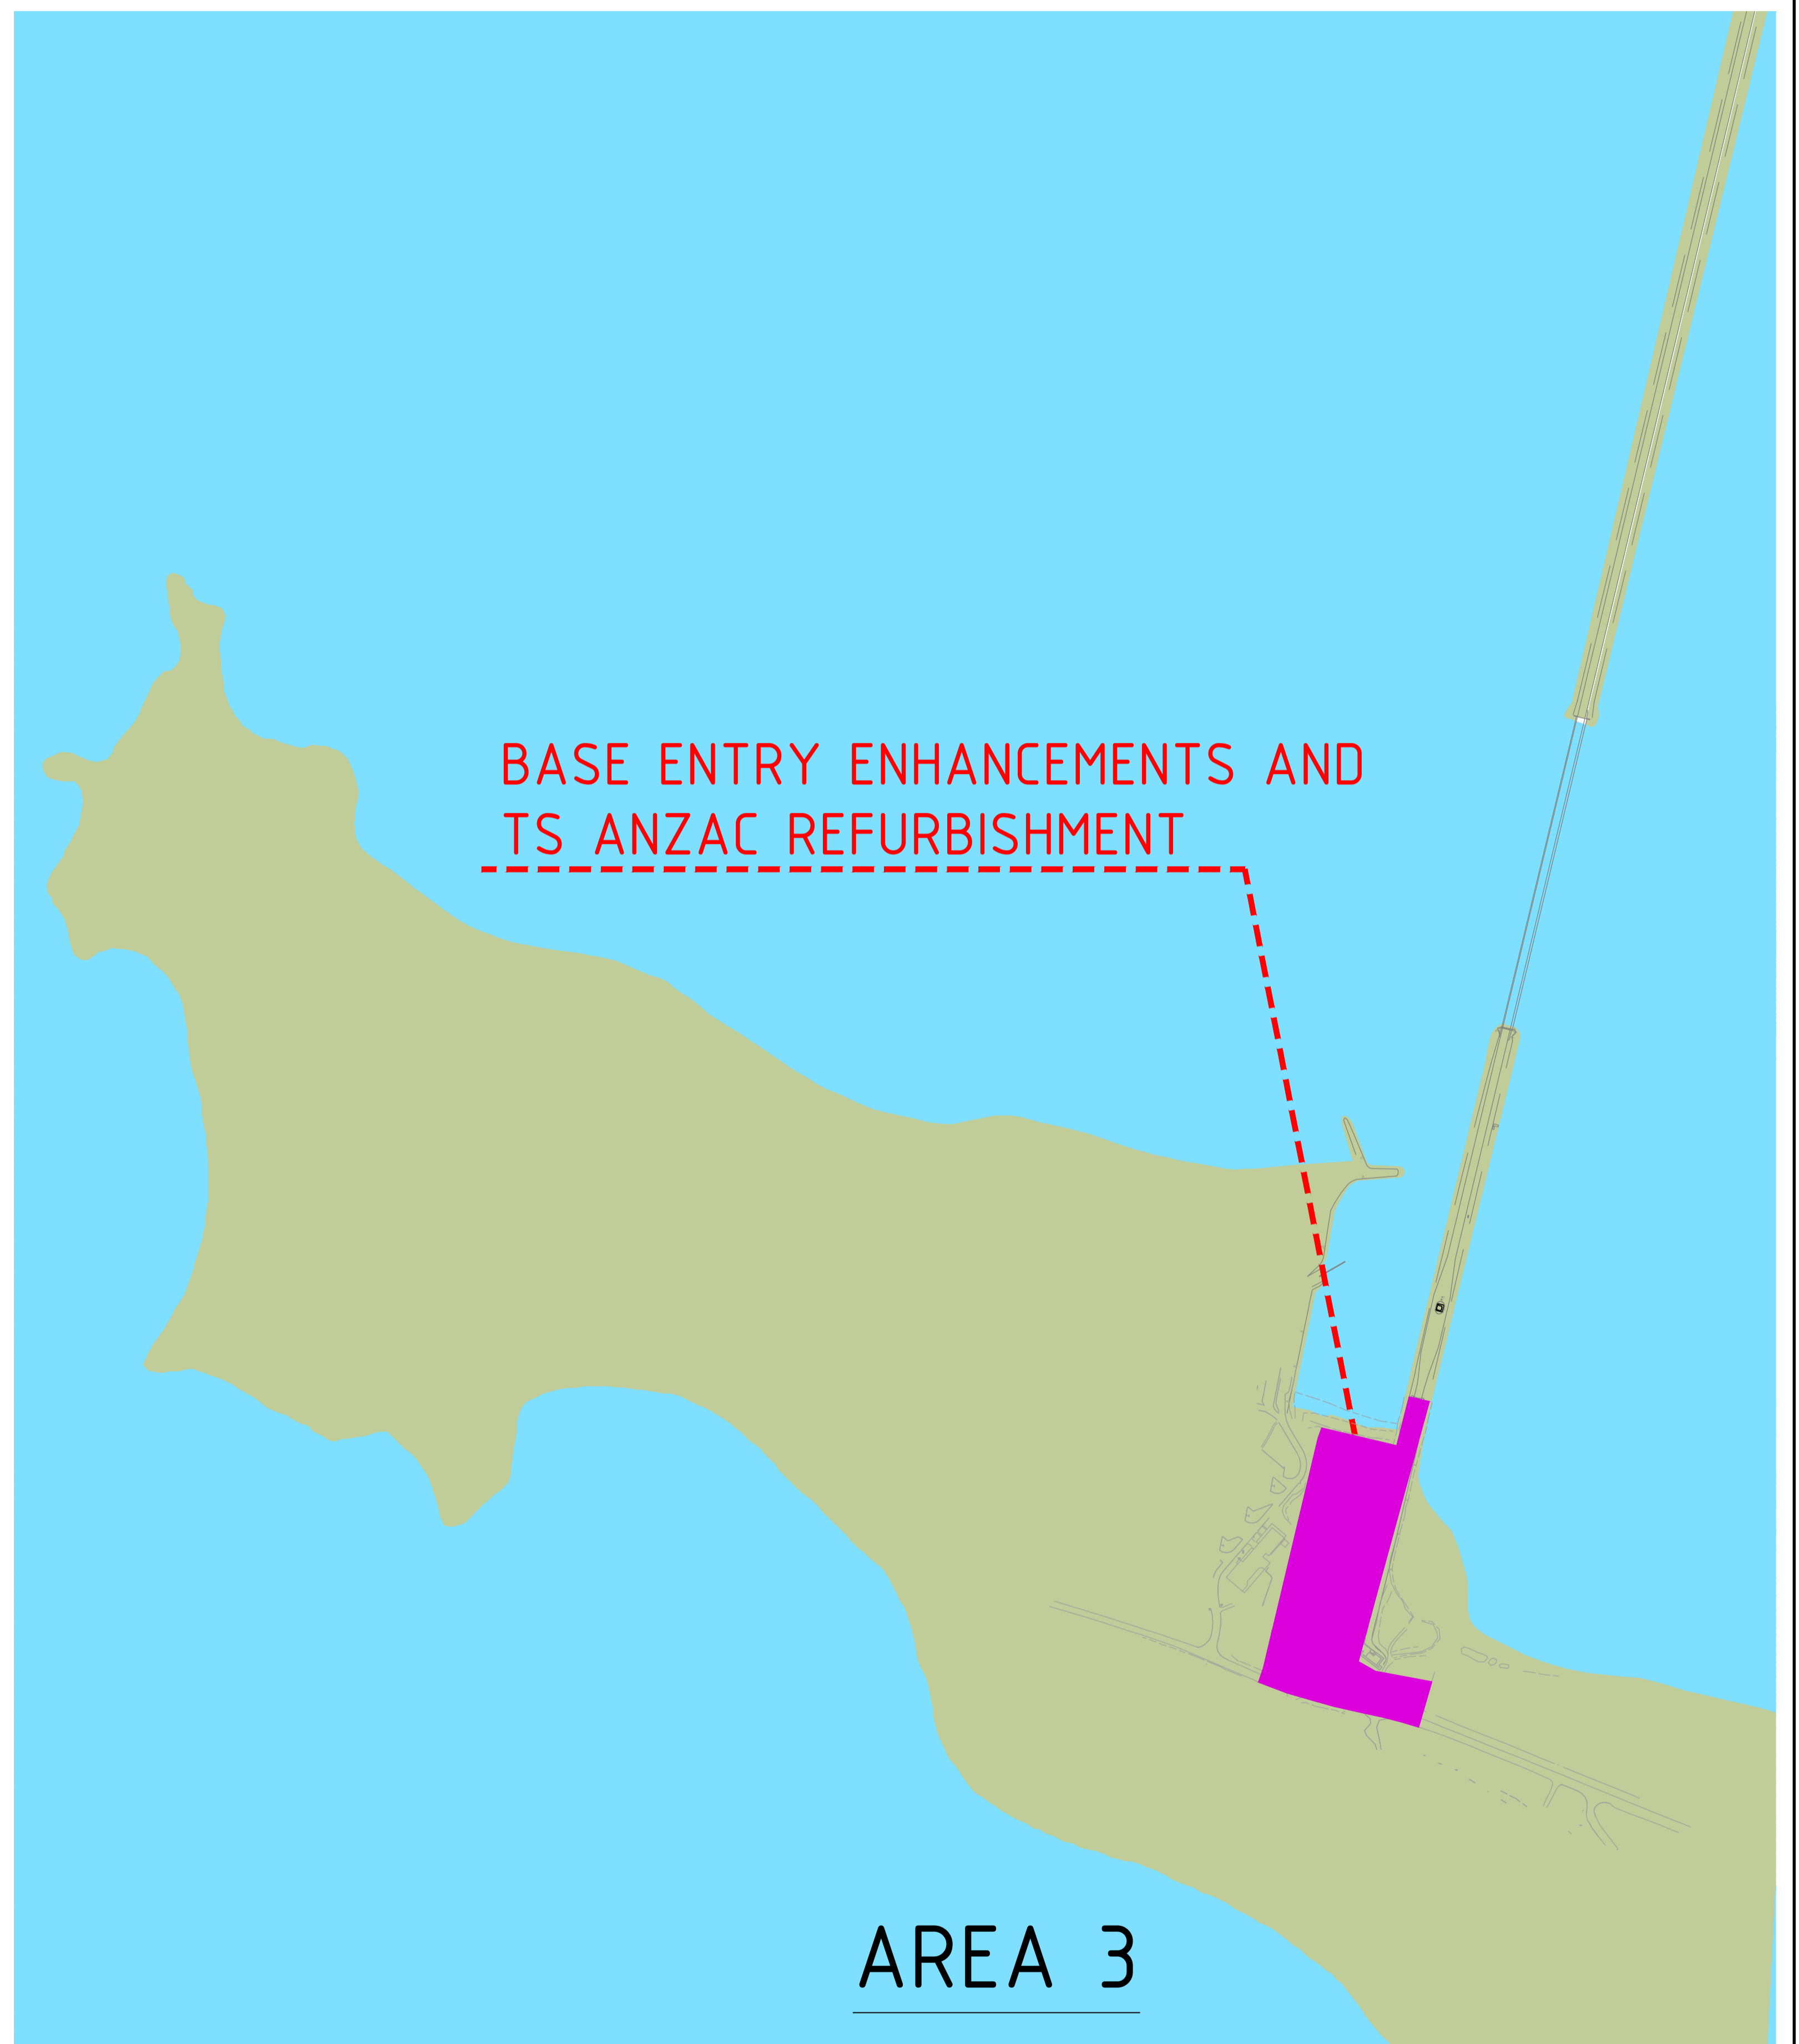 BASE ENTRY ENHANCEMENTS AND
TS ANZAC REFURBISHMENT
AREA 3